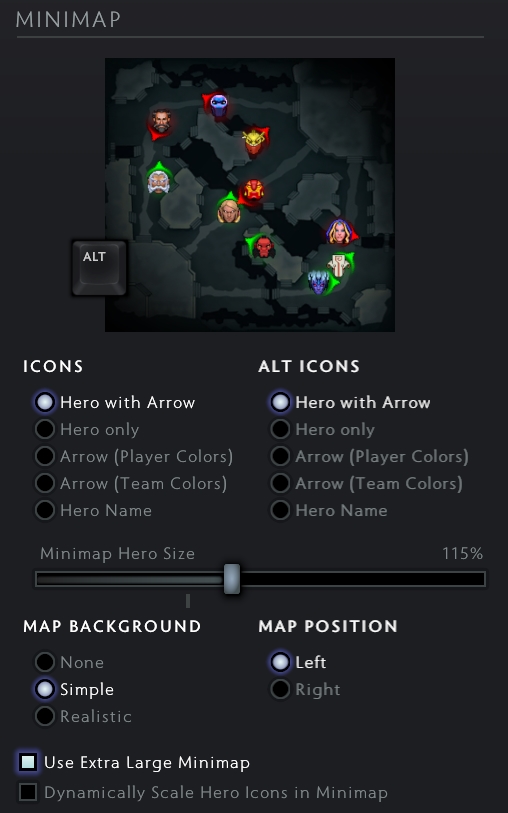 MINIMAP
ALT
ICONS
Hero with Arrow
Hero only
Arrow (Player Colors)
Arrow (Team Colors)
Hero Name
ALT ICONS
Hero with Arrow
Hero only
Arrow (Player Colors)
Arrow (Team Colors)
Hero Name
Minimap Hero Size 115%
MAP BACKGROUND
None
Simple
Realistic
MAP POSITION
Left
Right
Use Extra Large Minimap
Dynamically Scale Hero Icons in Minimap